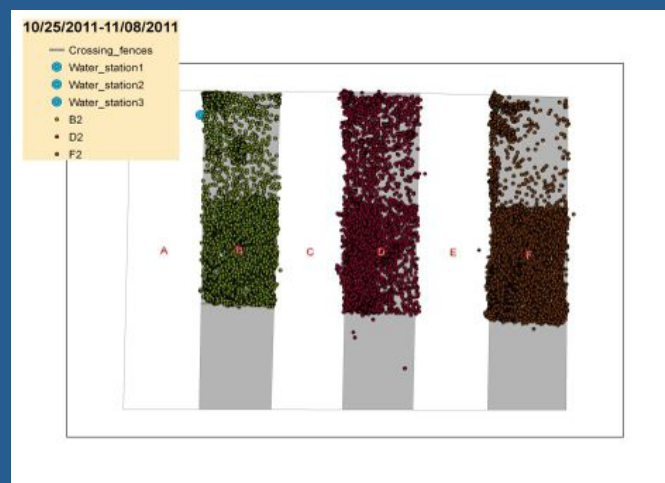 10/25/2011-11/08/2011
Crossing_fences
Water_station1
Water_station2
Water_station3
B2
D2
F2
A B C D E F